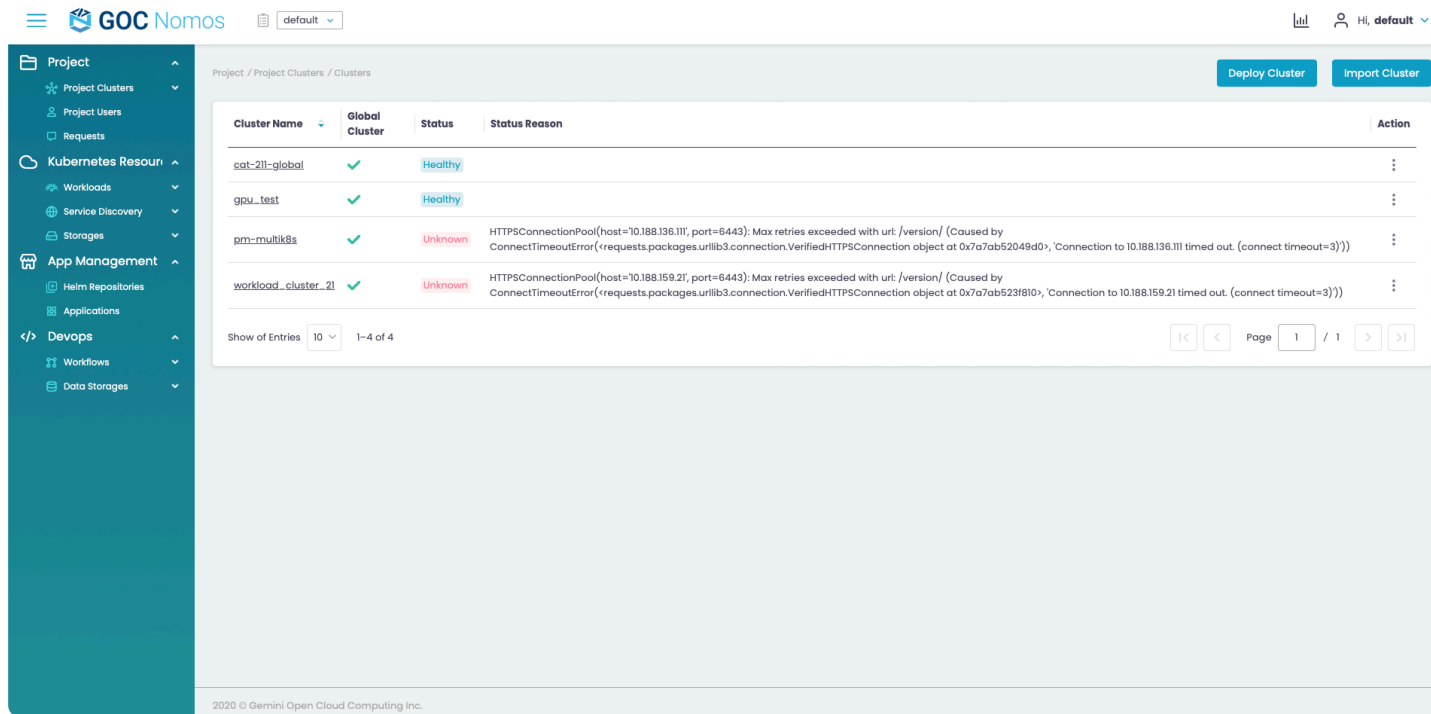 GOC Nomos
default
Hi, default
Project
Project Clusters
Project Users
Requests
Kubernetes Resour
Workloads
Service Discovery
Storages
App Management
Helm Repositories
Applications
Devops
Workflows
Data Storages
Project / Project Clusters / Clusters
Deploy Cluster
Import Cluster
Cluster Name
Global
Cluster
Status
Status Reason
Action
cat-211-global
Healthy
gpu_test
Healthy
pm-multik8s
Unknown
HTTPSConnectionPool(host='10.188.136.111', port=6443): Max retries exceeded with url: /version/ (Caused by
ConnectTimeoutError(<requests.packages.urllib3.connection.VerifiedHTTPSConnection object at 0x7a7ab52049d0>, 'Connection to 10.188.136.111 timed out. (connect timeout=3)'))
workload_cluster_21
Unknown
HTTPSConnectionPool(host='10.188.159.21', port=6443): Max retries exceeded with url: /version/ (Caused by
ConnectTimeoutError(<requests.packages.urllib3.connection.VerifiedHTTPSConnection object at 0x7a7ab523f810>, 'Connection to 10.188.159.21 timed out. (connect timeout=3)'))
Show of Entries 10 1–4 of 4
Page 1 / 1
2020 © Gemini Open Cloud Computing Inc.